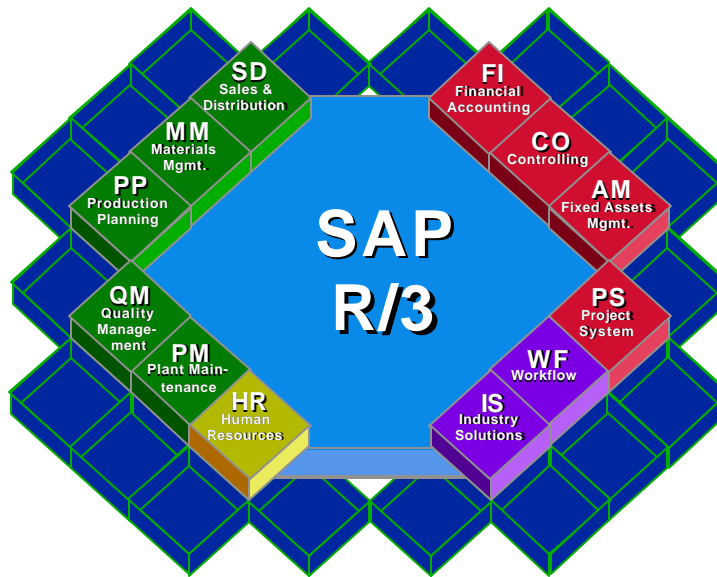 SD
Sales &
Distribution
FI
Financial
Accounting
MM
Materials
Mgmt.
CO
Controlling
PP
Production
Planning
AM
Fixed Assets
Mgmt.
SAP
R/3
QM
Quality
Manage-
ment
PS
Project
System
PM
Plant Main-
tenance
WF
Workflow
HR
Human
Resources
IS
Industry
Solutions